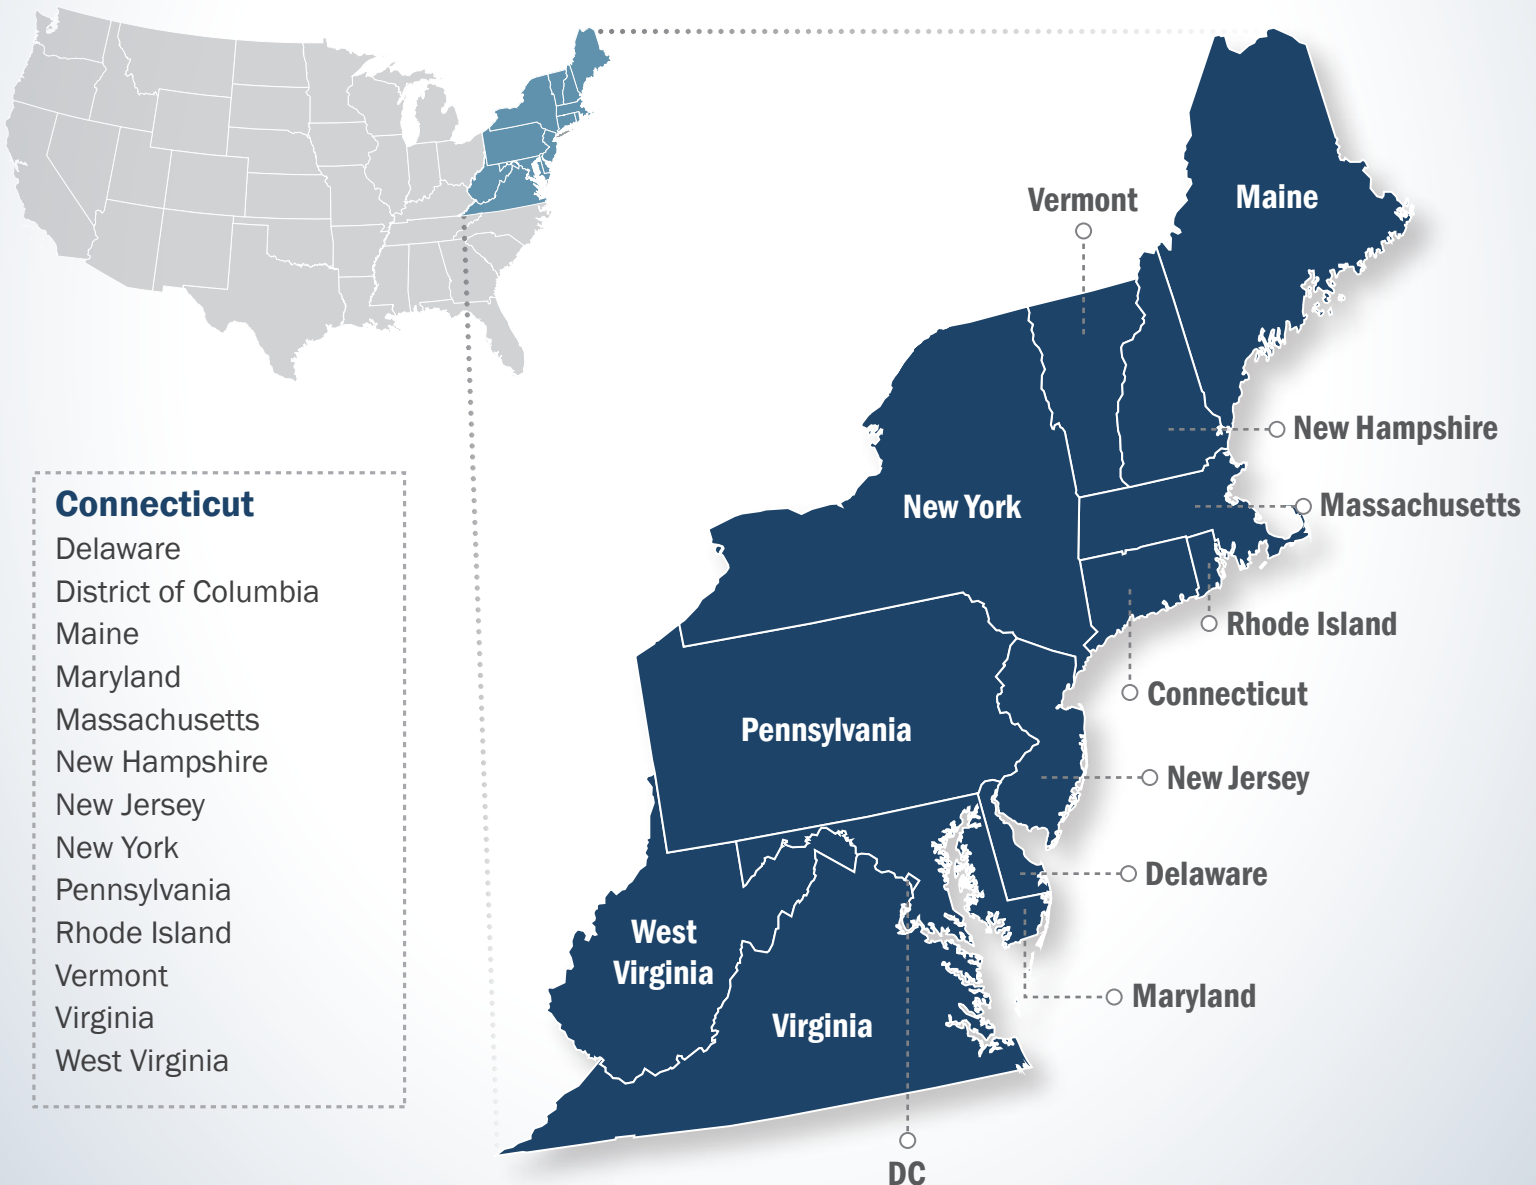 Connecticut
Delaware
District of Columbia
Maine
Maryland
Massachusetts
New Hampshire
New Jersey
New York
Pennsylvania
Rhode Island
Vermont
Virginia
West Virginia
Maine
Vermont
New Hampshire
New York
Massachusetts
Rhode Island
Connecticut
Pennsylvania
New Jersey
Delaware
West
Virginia
Maryland
Virginia
DC